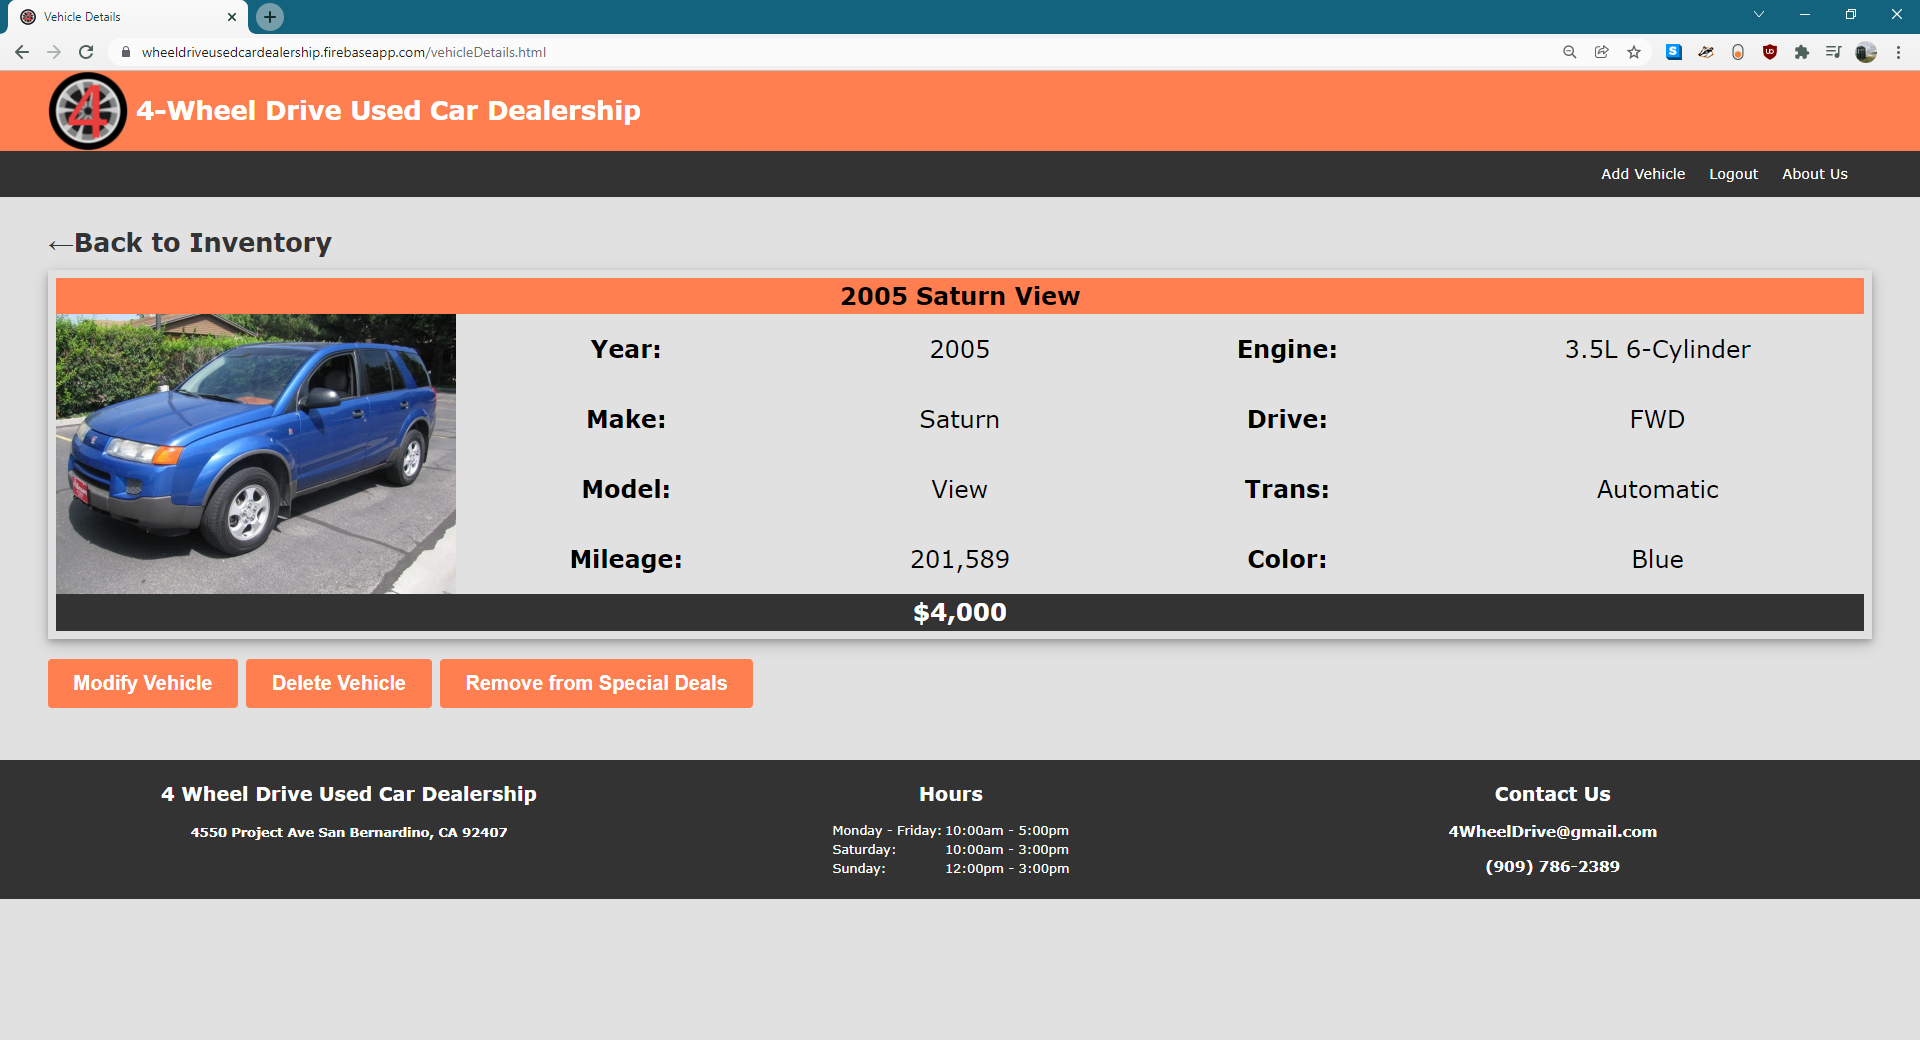 Vehicle Details
wheeldriveusedcardealership.firebaseapp.com/vehicleDetails.html
4
4-Wheel Drive Used Car Dealership
Add Vehicle Logout About Us
←Back to Inventory
2005 Saturn View
Year: 2005 Engine: 3.5L 6-Cylinder
Make: Saturn Drive: FWD
Model: View Trans: Automatic
Mileage: 201,589 Color: Blue
$4,000
Modify Vehicle Delete Vehicle Remove from Special Deals
4 Wheel Drive Used Car Dealership
4550 Project Ave San Bernardino, CA 92407
Hours
Monday - Friday: 10:00am - 5:00pm
Saturday: 10:00am - 3:00pm
Sunday: 12:00pm - 3:00pm
Contact Us
4WheelDrive@gmail.com
(909) 786-2389